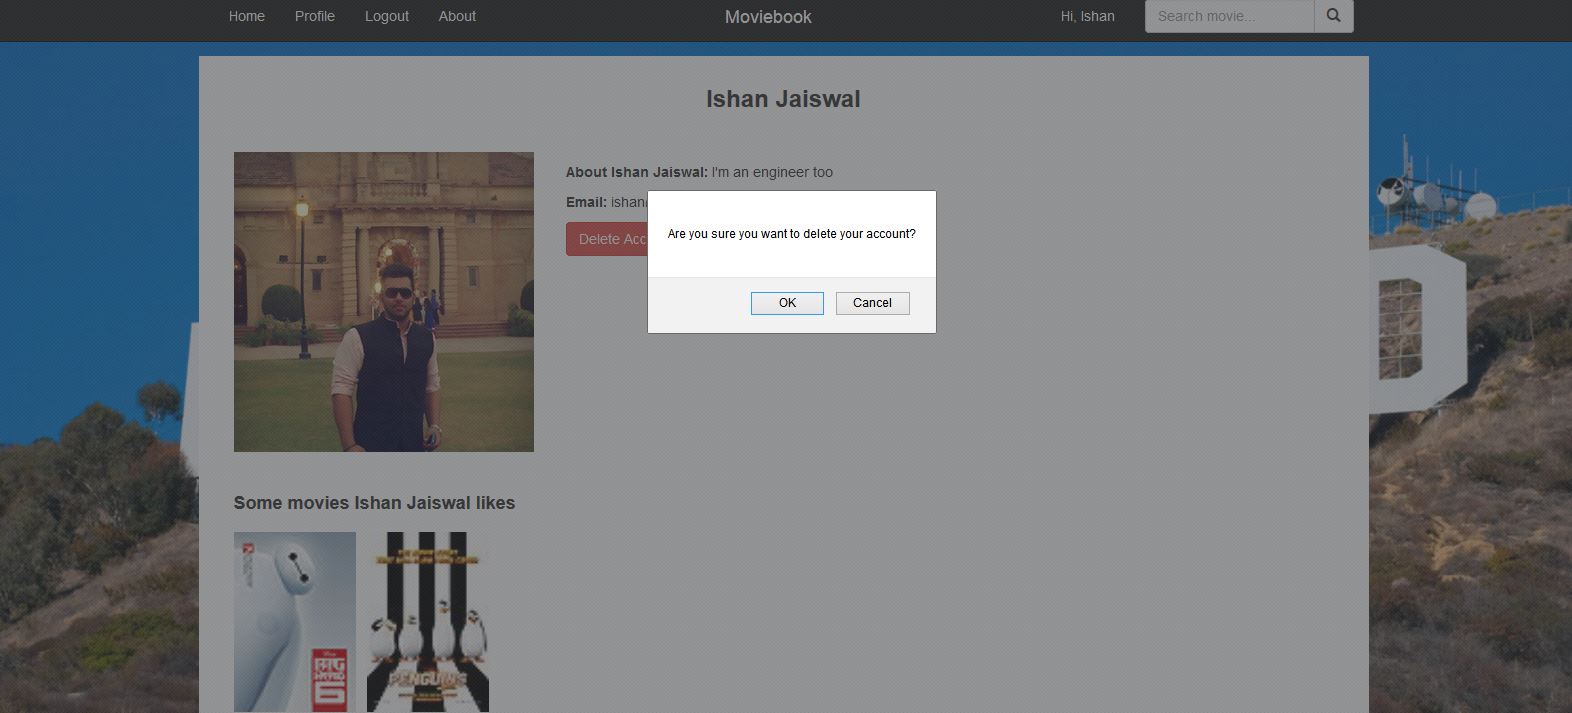 Home Profile Logout About Moviebook Hi, Ishan Search movie...
Ishan Jaiswal
About Ishan Jaiswal: I'm an engineer too
Email: ishan
Delete Acc
Are you sure you want to delete your account?
OK Cancel
Some movies Ishan Jaiswal likes
BIG
HERO
6
PENGUINS